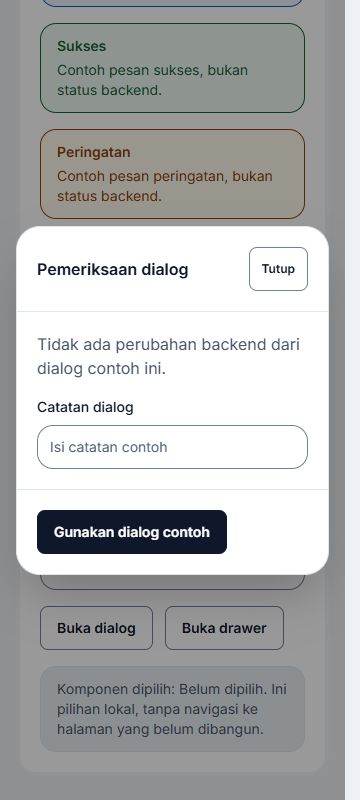 Sukses
Contoh pesan sukses, bukan
status backend.
Peringatan
Contoh pesan peringatan, bukan
status backend.
Pemeriksaan dialog
Tutup
Tidak ada perubahan backend dari
dialog contoh ini.
Catatan dialog
Isi catatan contoh
Gunakan dialog contoh
Buka dialog
Buka drawer
Komponen dipilih: Belum dipilih. Ini
pilihan lokal, tanpa navigasi ke
halaman yang belum dibangun.